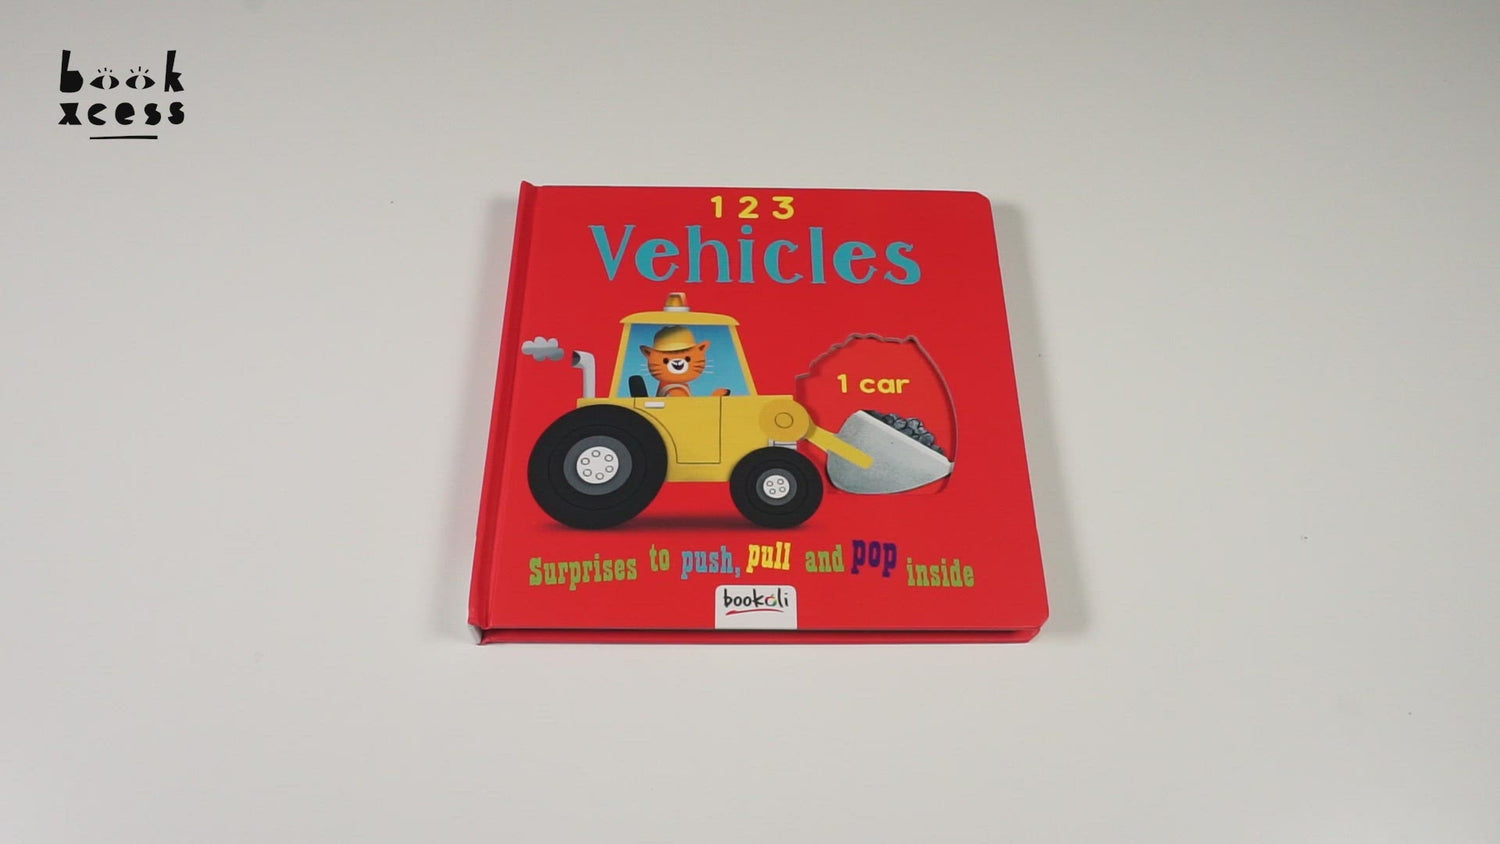 book
xcess
1 2 3
Vehicles
1 car
Surprises to push, pull and pop inside
bookoli